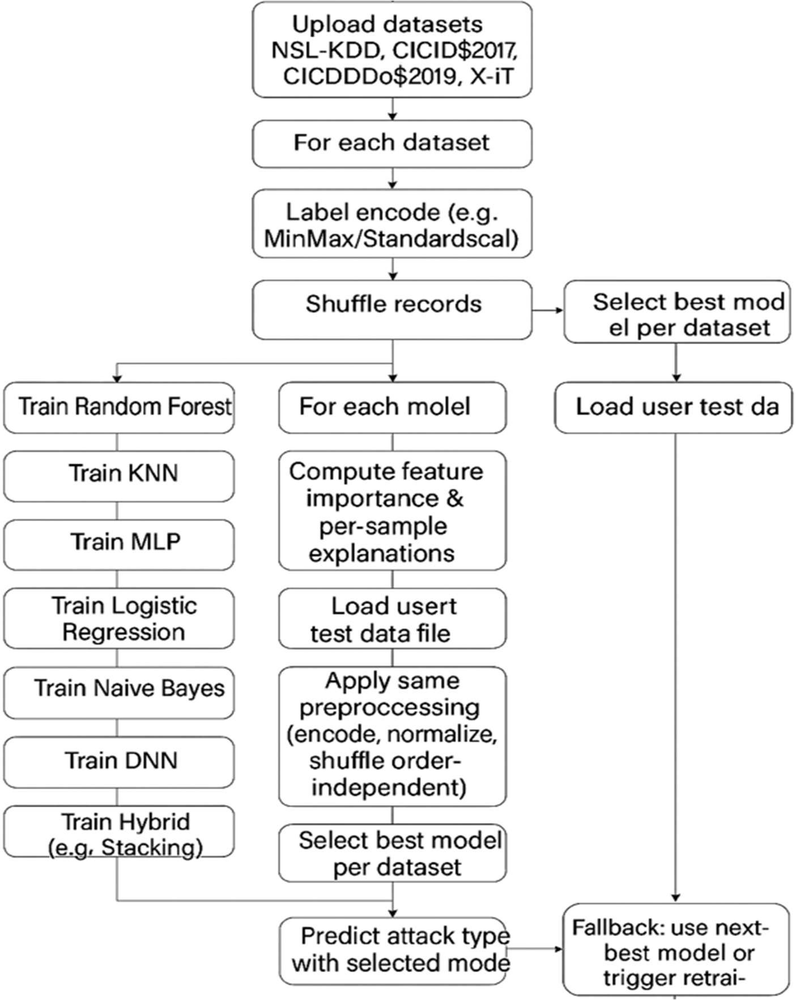 Upload datasets
NSL-KDD, CICID$2017,
CICDDDo$2019, X-iT
For each dataset
Label encode (e.g.
MinMax/Standardscal)
Shuffle records
Select best mod
el per dataset
Train Random Forest
Train KNN
Train MLP
Train Logistic
Regression
Train Naive Bayes
Train DNN
Train Hybrid
(e.g, Stacking)
For each molel
Compute feature
importance &
per-sample
explanations
Load usert
test data file
Apply same
preproccessing
(encode, normalize,
shuffle order-
independent)
Select best model
per dataset
Predict attack type
with selected mode
Load user test da
Fallback: use next-
best model or
trigger retrai-